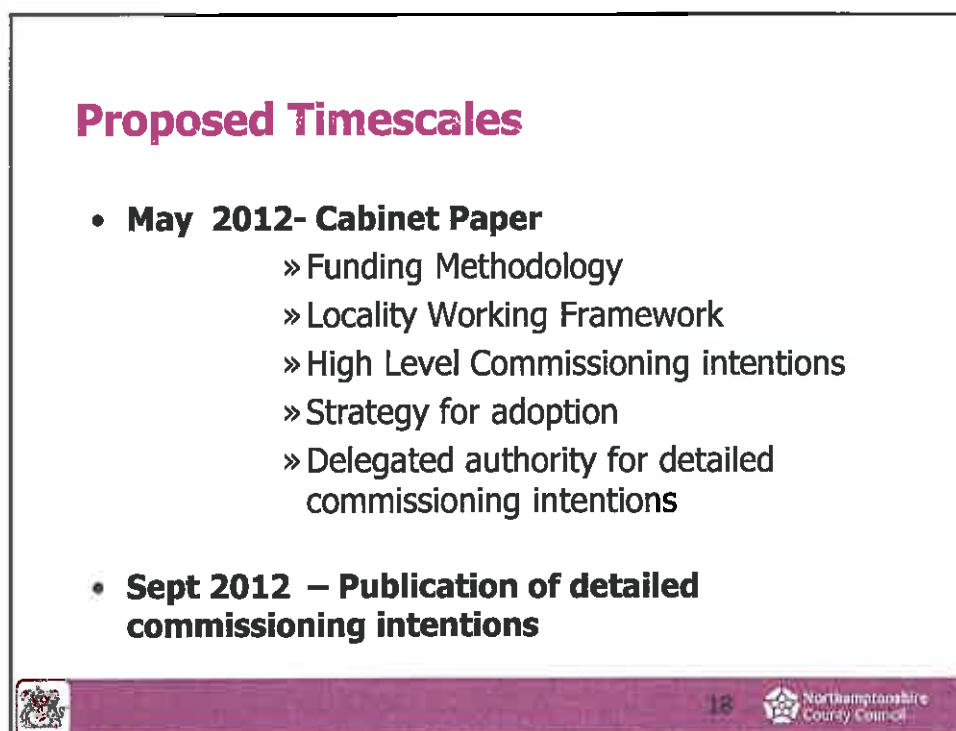 Proposed Timescales
• May 2012- Cabinet Paper
» Funding Methodology
» Locality Working Framework
» High Level Commissioning intentions
» Strategy for adoption
» Delegated authority for detailed
commissioning intentions
• Sept 2012 – Publication of detailed
commissioning intentions
18
Northamptonshire
County Council